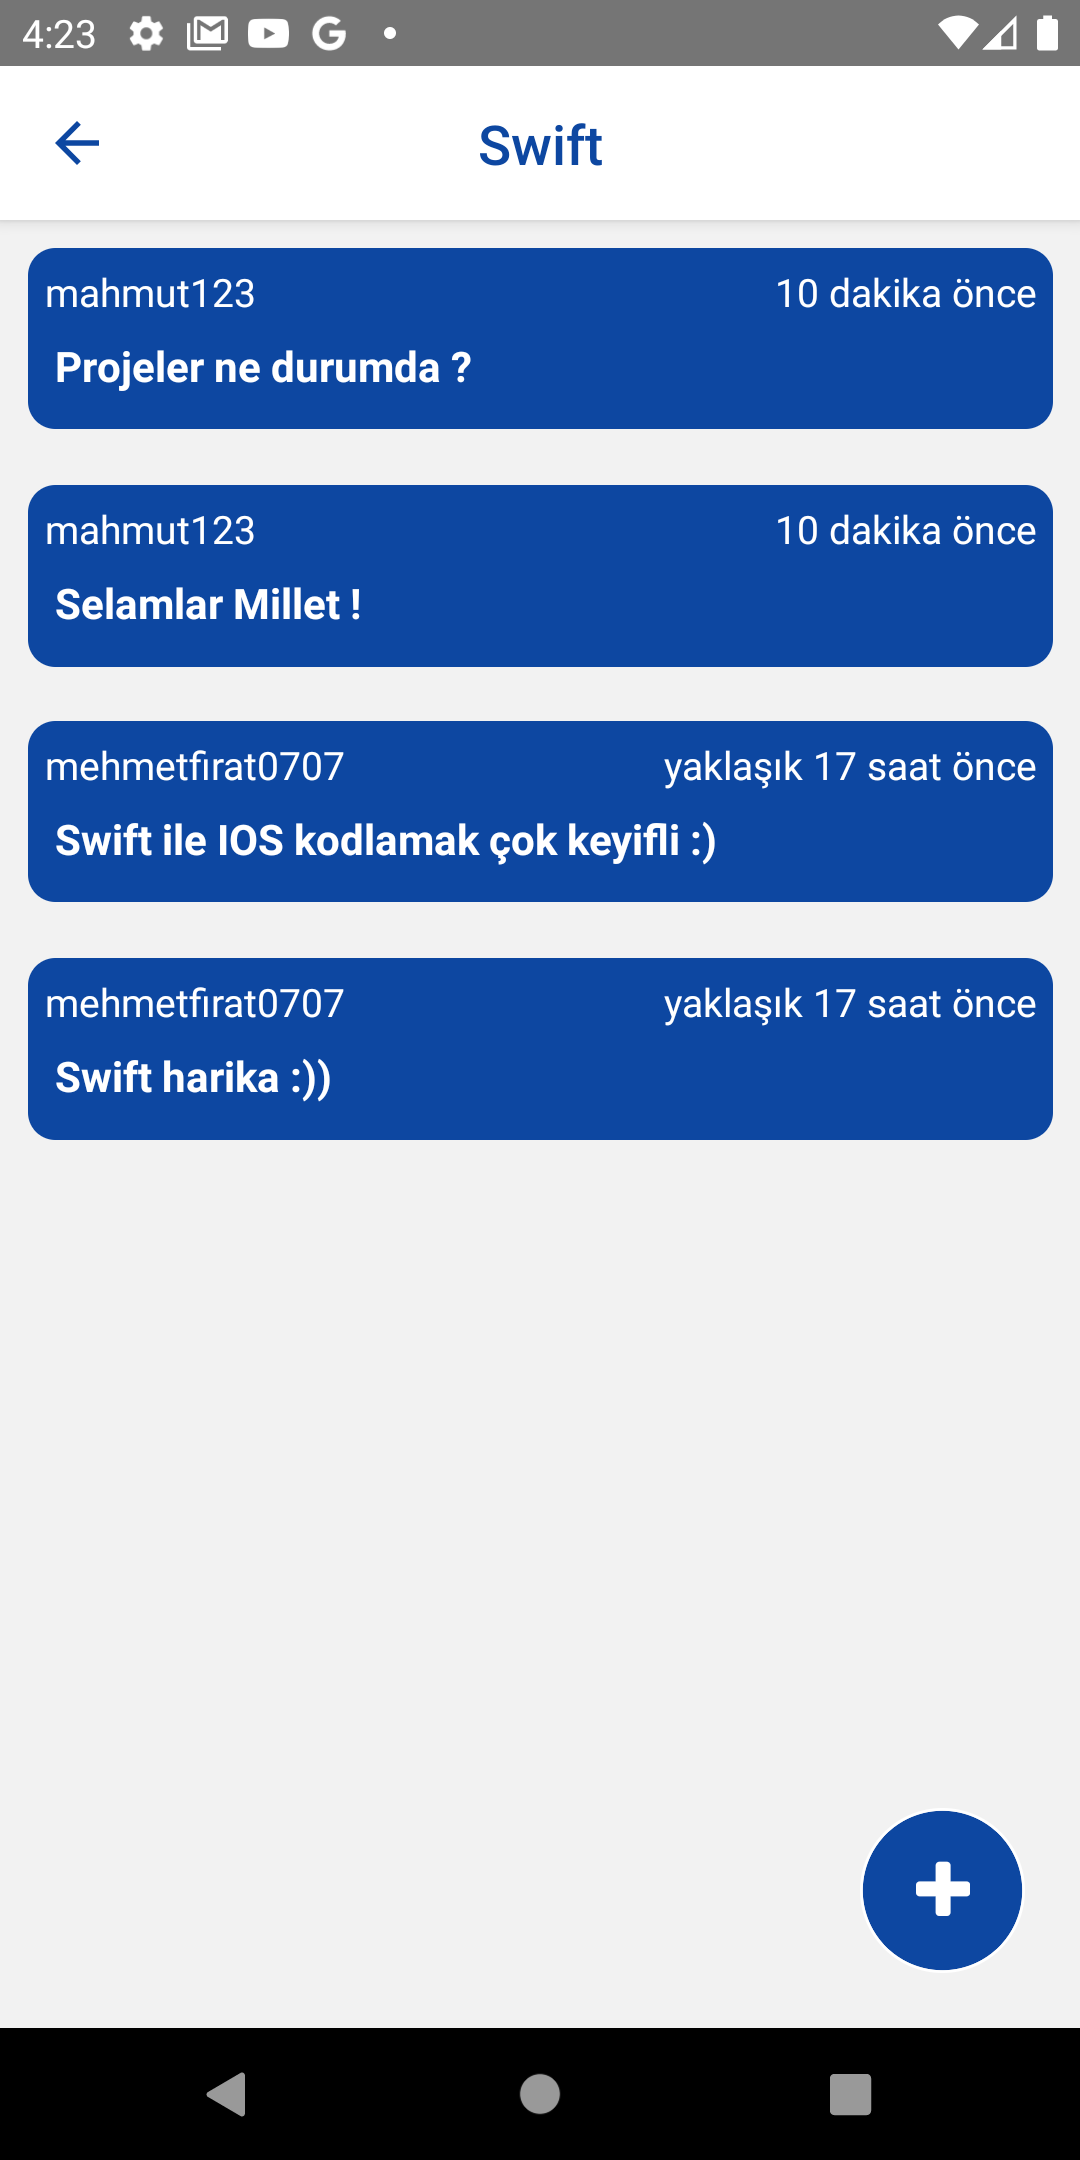 4:23
Swift
mahmut123 10 dakika önce
Projeler ne durumda ?
mahmut123 10 dakika önce
Selamlar Millet !
mehmetfirat0707 yaklaşık 17 saat önce
Swift ile IOS kodlamak çok keyifli :)
mehmetfirat0707 yaklaşık 17 saat önce
Swift harika :))